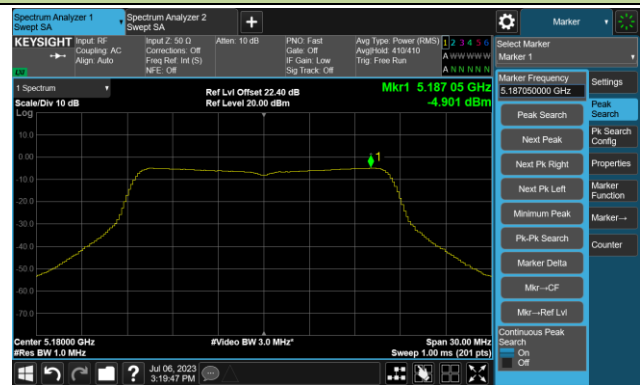 Spectrum Analyzer 1
Swept SA
Spectrum Analyzer 2
Swept SA
+
Marker
KEYSIGHT
LW
Input: RF
Coupling: AC
Align: Auto
Input Z: 50 Ω
Corrections: Off
Freq Ref: Int (S)
NFE: Off
Atten: 10 dB
PNO: Fast
Gate: Off
IF Gain: Low
Sig Track: Off
Avg Type: Power (RMS)
Avg|Hold: 410/410
Trig: Free Run
1 2 3 4 5 6
A W W W W W
A N N N N N
Select Marker
Marker 1
1 Spectrum
Scale/Div 10 dB
Log
Ref Lvl Offset 22.40 dB
Ref Level 20.00 dBm
Mkr1 5.187 05 GHz
-4.901 dBm
10.0
0.00
-10.0
-20.0
-30.0
-40.0
-50.0
-60.0
-70.0
1
Center 5.18000 GHz
#Res BW 1.0 MHz
#Video BW 3.0 MHz*
Span 30.00 MHz
Sweep 1.00 ms (201 pts)
Marker Frequency
5.187050000 GHz
Peak Search
Next Peak
Next Pk Right
Next Pk Left
Minimum Peak
Pk-Pk Search
Marker Delta
Mkr→CF
Mkr→Ref Lvl
Continuous Peak
Search
On
Off
Settings
Peak
Search
Pk Search
Config
Properties
Marker
Function
Marker→
Counter
?
Jul 06, 2023
3:19:47 PM